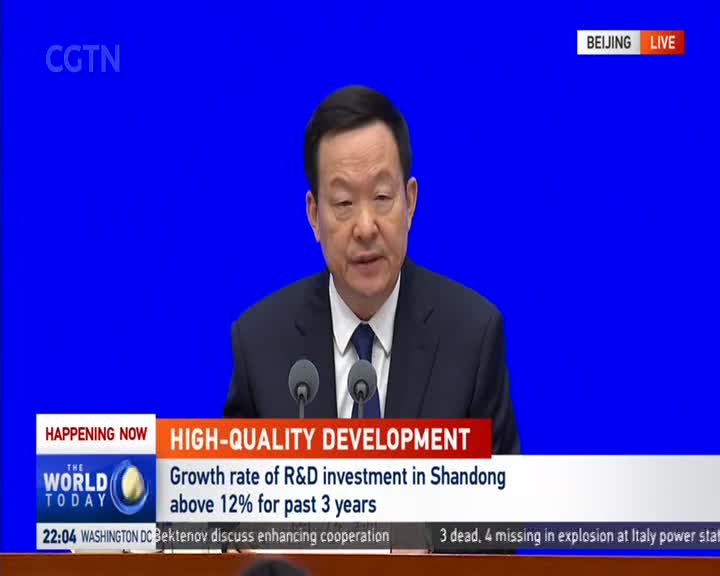 CGTN
BEIJING LIVE
HAPPENING NOW
HIGH-QUALITY DEVELOPMENT
THE
WORLD
TODAY
Growth rate of R&D investment in Shandong
above 12% for past 3 years
22:04 WASHINGTON DC
Bektenov discuss enhancing cooperation 3 dead, 4 missing in explosion at Italy power